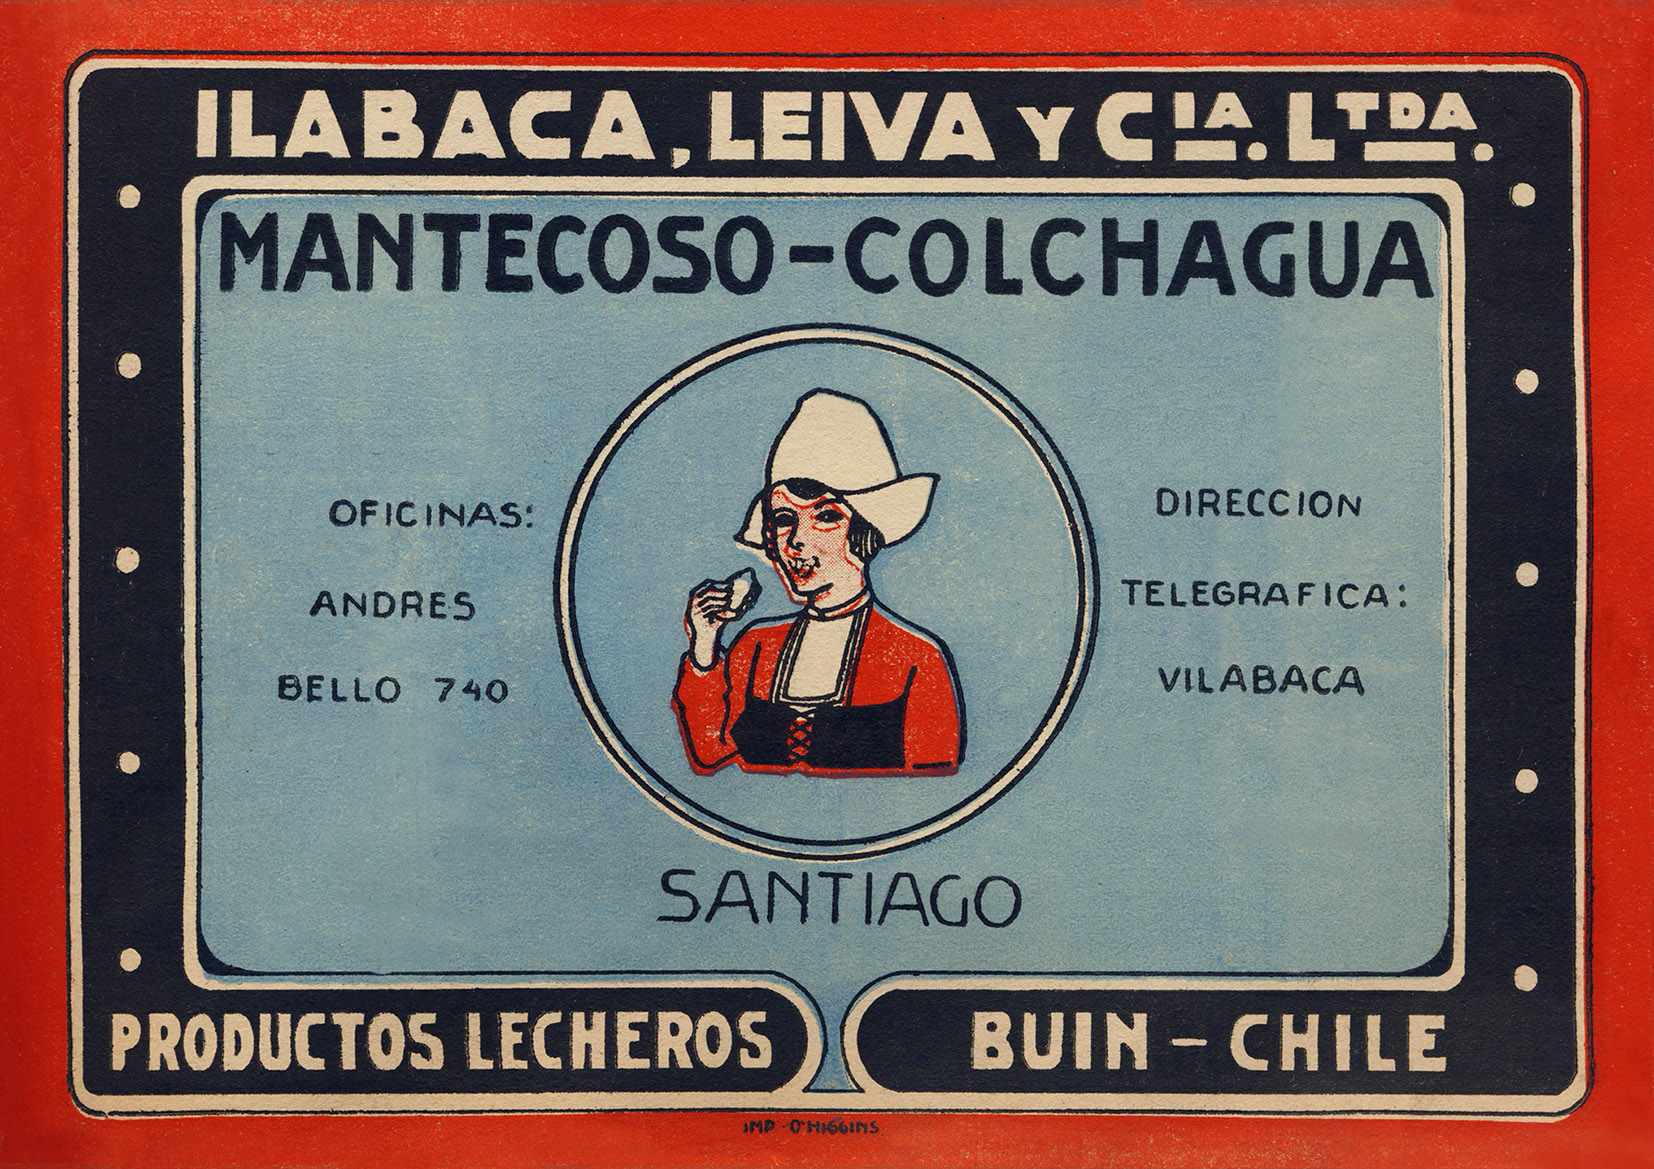 ILABACA, LEIVA Y CIA. LTDA.
MANTECOSO-COLCHAGUA
OFICINAS:
ANDRES
BELLO 740
DIRECCION
TELEGRAFICA:
VILABACA
SANTIAGO
PRODUCTOS LECHEROS
BUIN - CHILE
IMP - O'HIGGINS